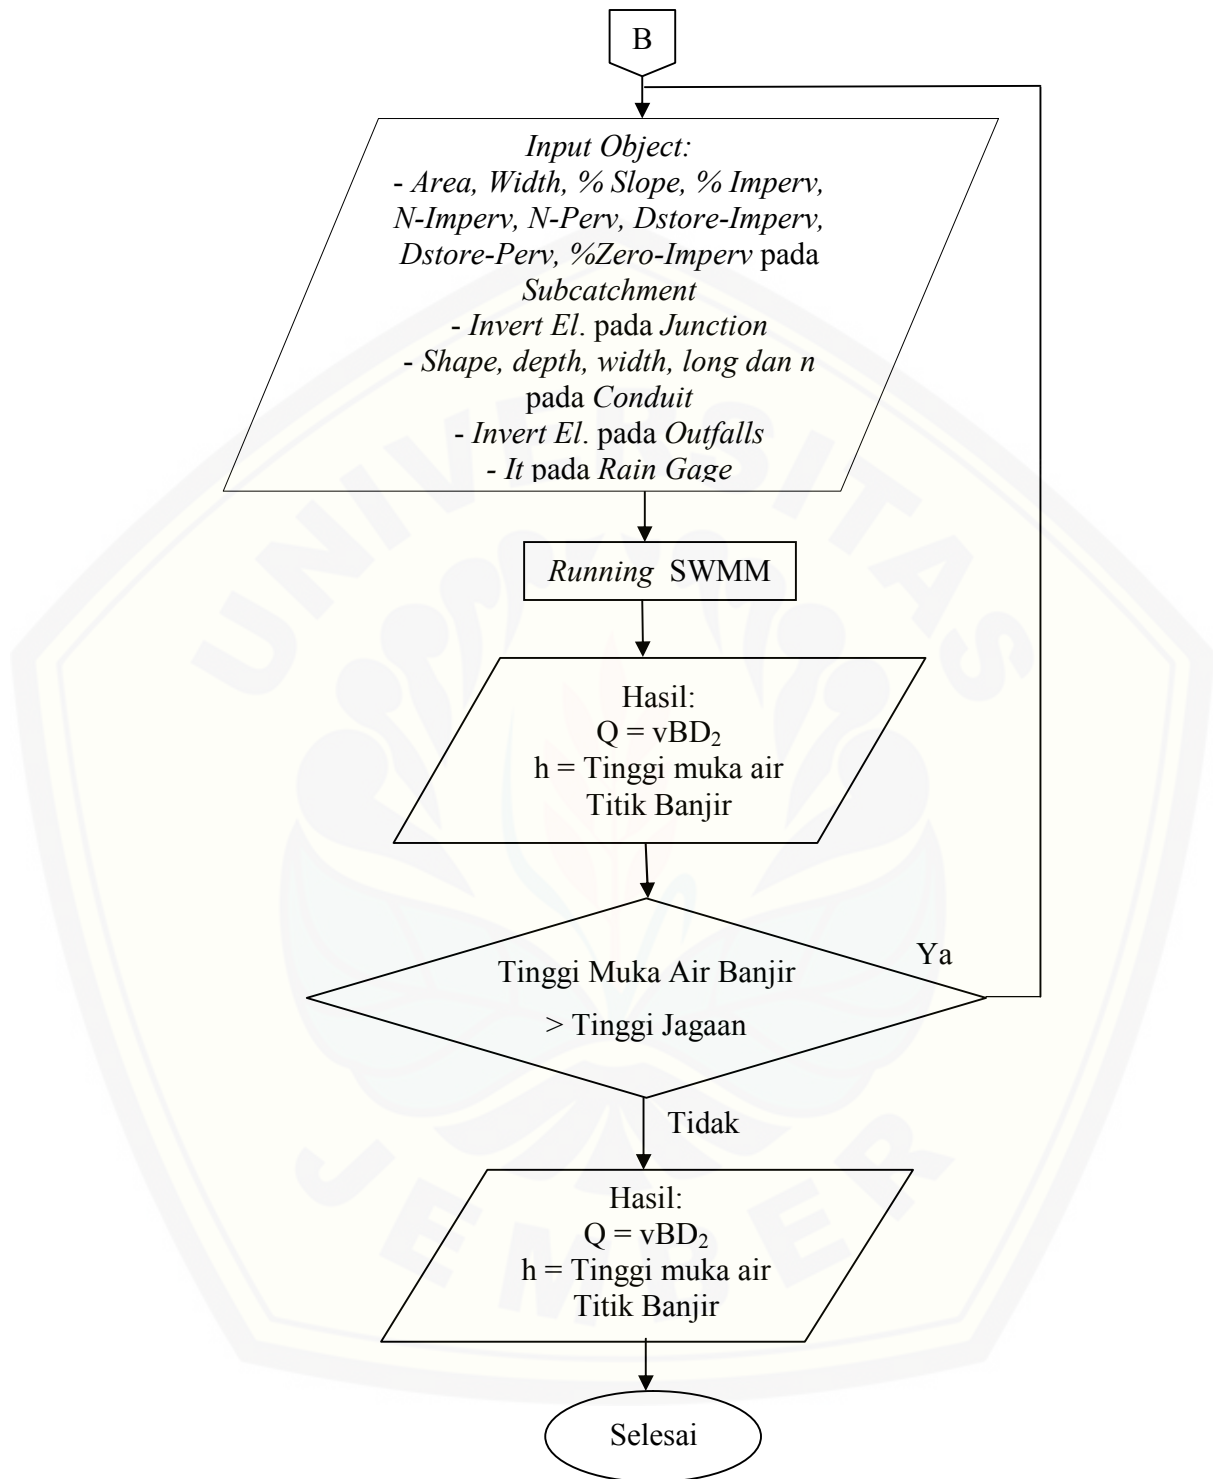 B
Input Object:
- Area, Width, % Slope, % Imperv,
N-Imperv, N-Perv, Dstore-Imperv,
Dstore-Perv, %Zero-Imperv pada
Subcatchment
- Invert El. pada Junction
- Shape, depth, width, long dan n
pada Conduit
- Invert El. pada Outfalls
- It pada Rain Gage
Running SWMM
Hasil:
Q = vBD₂
h = Tinggi muka air
Titik Banjir
Tinggi Muka Air Banjir
> Tinggi Jagaan
Ya
Tidak
Hasil:
Q = vBD₂
h = Tinggi muka air
Titik Banjir
Selesai
UNIVERSITAS
JEMBER